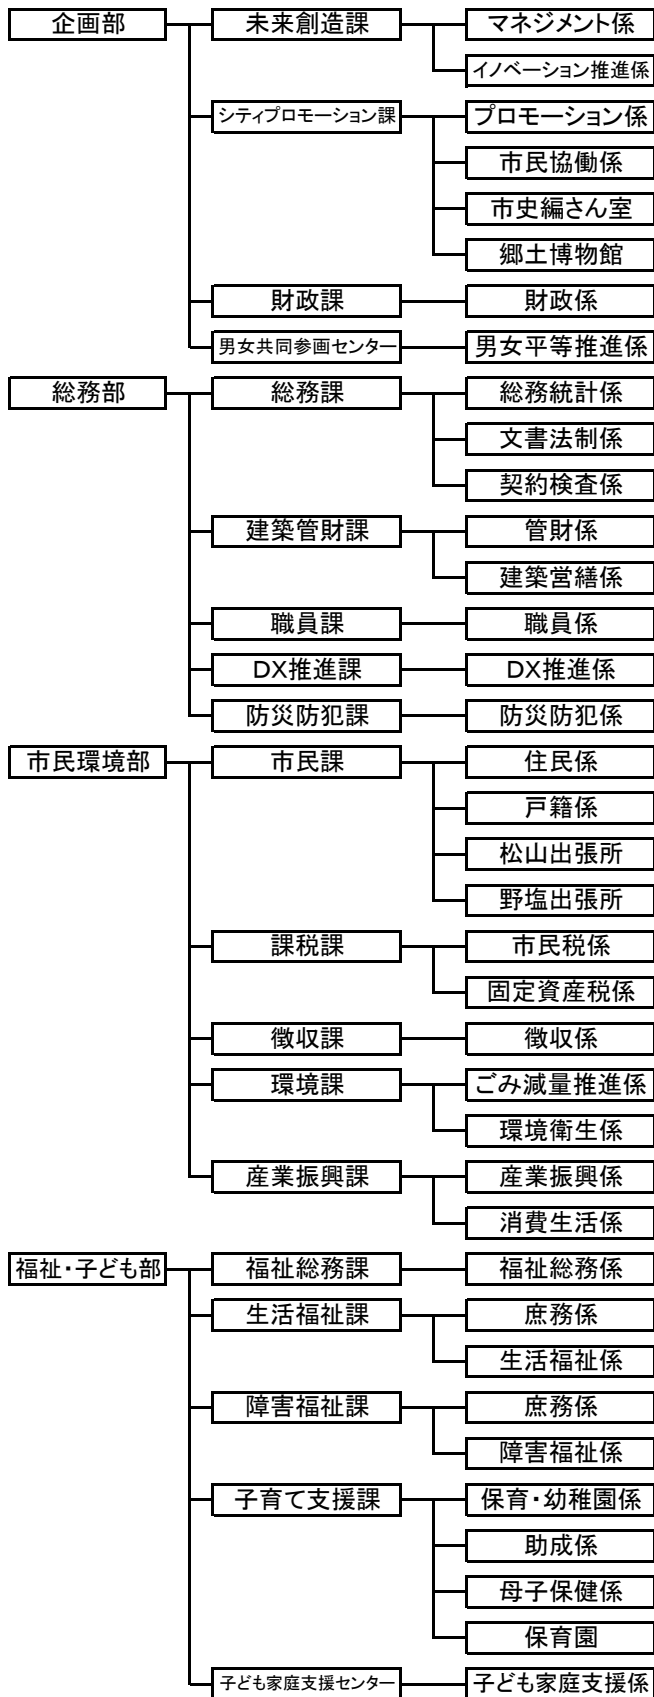 企画部 未来創造課 マネジメント係
イノベーション推進係
シティプロモーション課 プロモーション係
市民協働係
市史編さん室
郷土博物館
財政課 財政係
男女共同参画センター 男女平等推進係
総務部 総務課 総務統計係
文書法制係
契約検査係
建築管財課 管財係
建築営繕係
職員課 職員係
DX推進課 DX推進係
防災防犯課 防災防犯係
市民環境部 市民課 住民係
戸籍係
松山出張所
野塩出張所
課税課 市民税係
固定資産税係
徴収課 徴収係
環境課 ごみ減量推進係
環境衛生係
産業振興課 産業振興係
消費生活係
福祉・子ども部 福祉総務課 福祉総務係
生活福祉課 庶務係
生活福祉係
障害福祉課 庶務係
障害福祉係
子育て支援課 保育・幼稚園係
助成係
母子保健係
保育園
子ども家庭支援センター 子ども家庭支援係